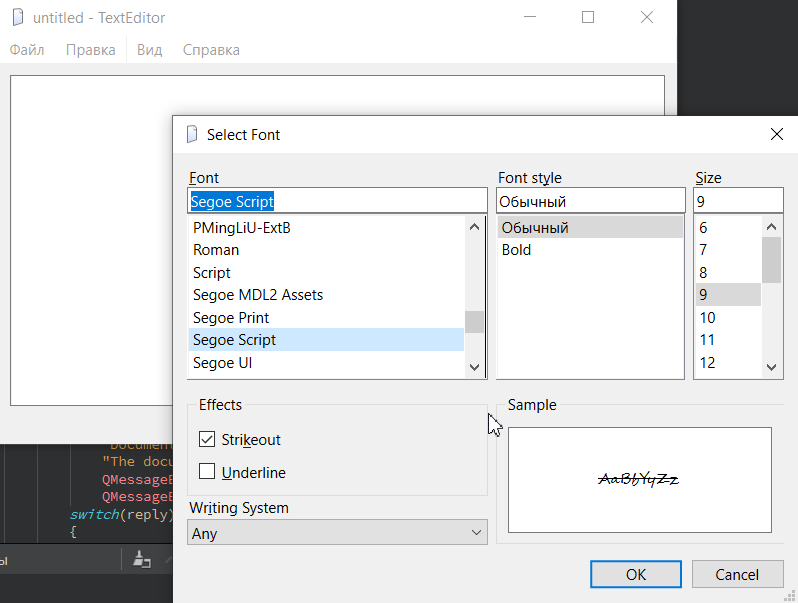 untitled - TextEditor
Файл Правка Вид Справка
Select Font
Font
Segoe Script
PMingLiU-ExtB
Roman
Script
Segoe MDL2 Assets
Segoe Print
Segoe Script
Segoe UI
Font style
Обычный
Обычный
Bold
Size
9
6
7
8
9
10
11
12
Effects
Strikeout
Underline
Writing System
Any
Sample
AaBbYyZz
OK Cancel
"The docu
QMessageB
QMessageB
switch(reply)
{